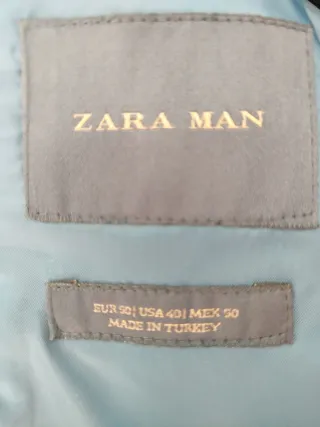 ZARA MAN
EUR 50| USA 40| MEX 50
MADE IN TURKEY